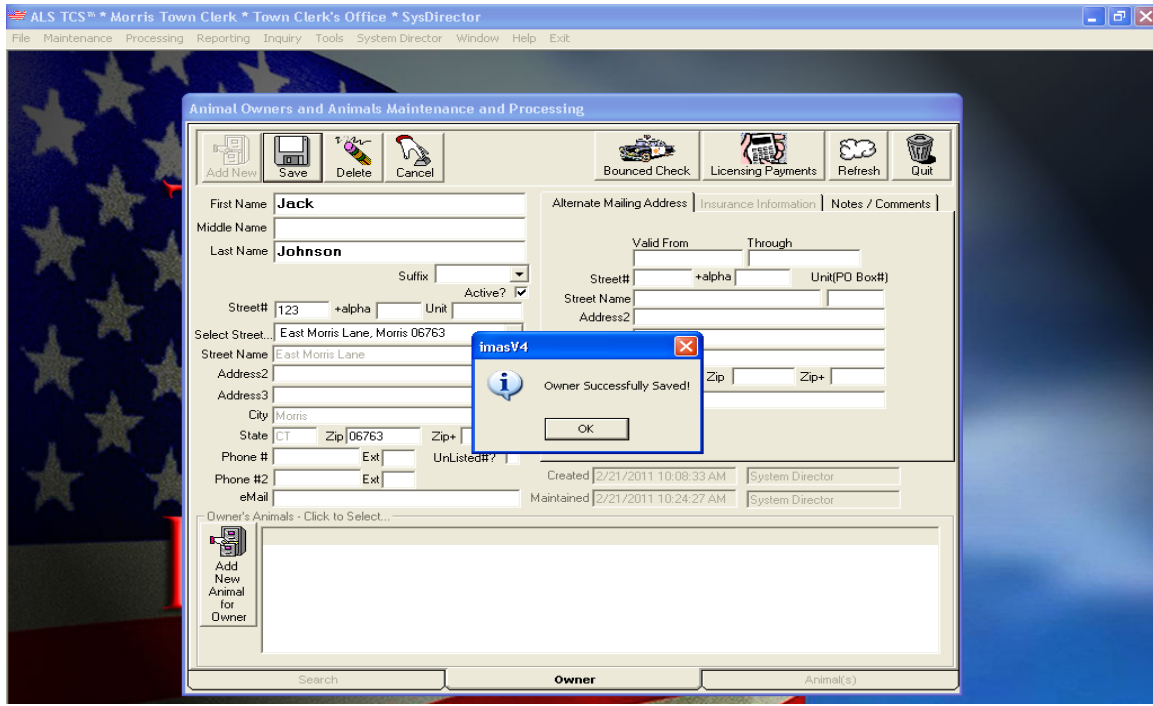 ALS TCS™ * Morris Town Clerk * Town Clerk's Office * SysDirector
File Maintenance Processing Reporting Inquiry Tools System Director Window Help Exit
Animal Owners and Animals Maintenance and Processing
Add New Save Delete Cancel Bounced Check Licensing Payments Refresh Quit
First Name Jack
Middle Name
Last Name Johnson
Suffix
Active?
Street# 123 +alpha Unit
Select Street... East Morris Lane, Morris 06763
Street Name East Morris Lane
Address2
Address3
City Morris
State CT Zip 06763 Zip+
Phone # Ext UnListed#?
Phone #2 Ext
eMail
Alternate Mailing Address Insurance Information Notes / Comments
Valid From Through
Street# +alpha Unit(PO Box#)
Street Name
Address2
Zip Zip+
imasV4
Owner Successfully Saved!
OK
Created 2/21/2011 10:08:33 AM System Director
Maintained 2/21/2011 10:24:27 AM System Director
Owner's Animals - Click to Select...
Add
New
Animal
for
Owner
Search Owner Animal(s)